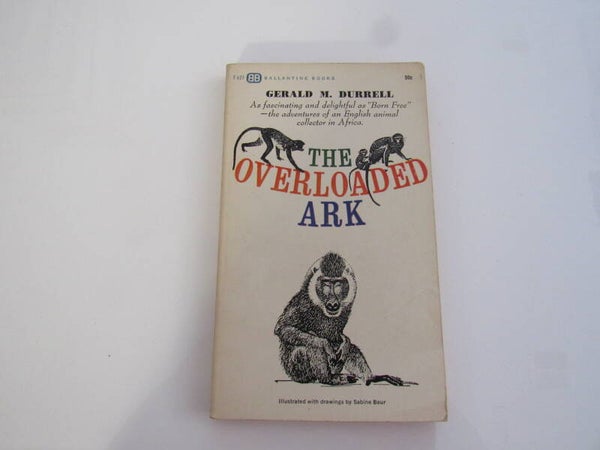 BB BALLANTINE BOOKS 50c
GERALD M. DURRELL
As fascinating and delightful as "Born Free"
—the adventures of an English animal
collector in Africa.
THE
OVERLOADED
ARK
Illustrated with drawings by Sabine Baur